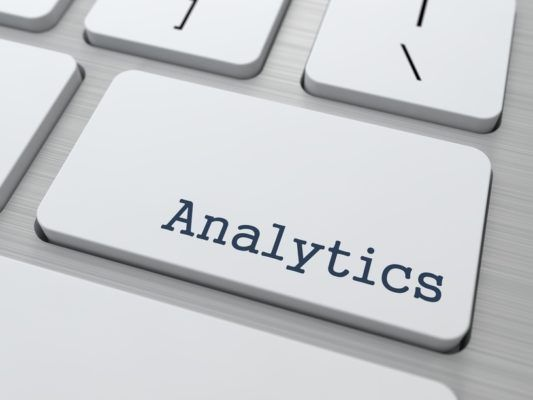 ]
| \
Analytics